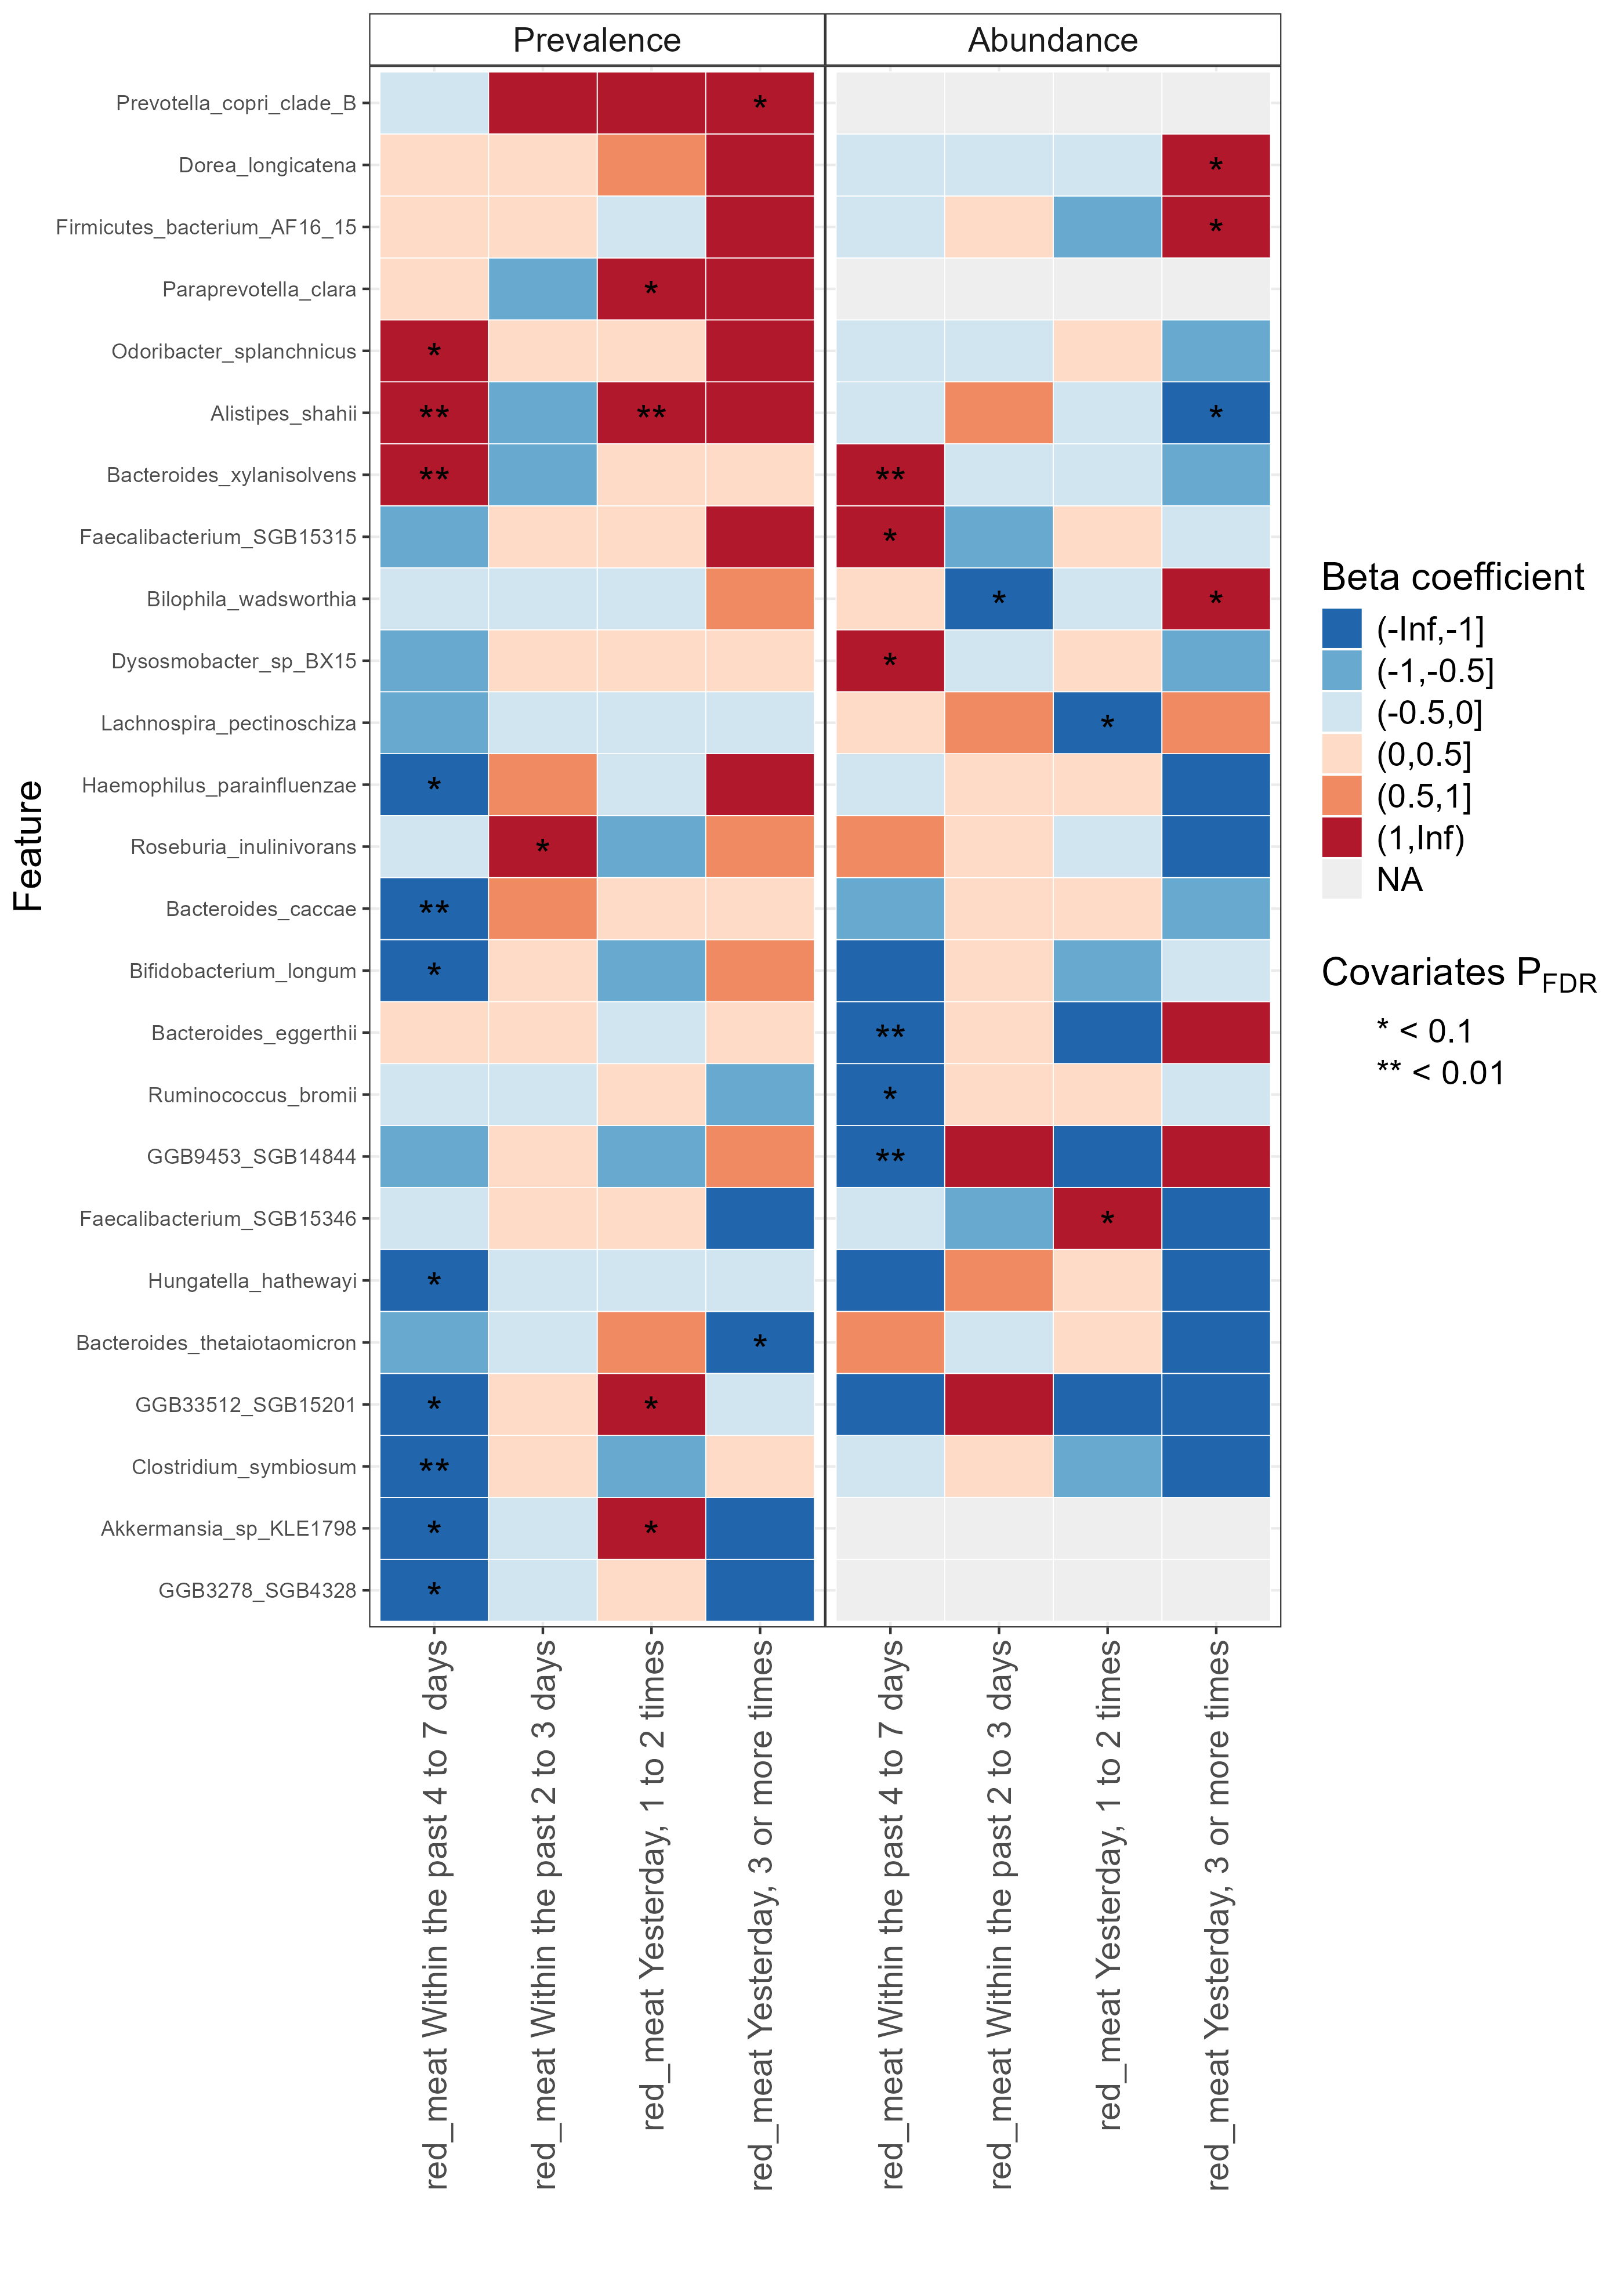 Prevalence
Abundance
Feature
Prevotella_copri_clade_B
*
Dorea_longicatena
*
Firmicutes_bacterium_AF16_15
*
Paraprevotella_clara
*
Odoribacter_splanchnicus
*
Alistipes_shahii
** ** *
Bacteroides_xylanisolvens
** **
Faecalibacterium_SGB15315
*
Bilophila_wadsworthia
* *
Dysosmobacter_sp_BX15
*
Lachnospira_pectinoschiza
*
Haemophilus_parainfluenzae
*
Roseburia_inulinivorans
*
Bacteroides_caccae
**
Bifidobacterium_longum
*
Bacteroides_eggerthii
**
Ruminococcus_bromii
*
GGB9453_SGB14844
**
Faecalibacterium_SGB15346
*
Hungatella_hathewayi
*
Bacteroides_thetaiotaomicron
*
GGB33512_SGB15201
* *
Clostridium_symbiosum
**
Akkermansia_sp_KLE1798
* *
GGB3278_SGB4328
*
red_meat Within the past 4 to 7 days
red_meat Within the past 2 to 3 days
red_meat Yesterday, 1 to 2 times
red_meat Yesterday, 3 or more times
red_meat Within the past 4 to 7 days
red_meat Within the past 2 to 3 days
red_meat Yesterday, 1 to 2 times
red_meat Yesterday, 3 or more times
Beta coefficient
(-Inf,-1]
(-1,-0.5]
(-0.5,0]
(0,0.5]
(0.5,1]
(1,Inf)
NA
Covariates PFDR
* < 0.1
** < 0.01